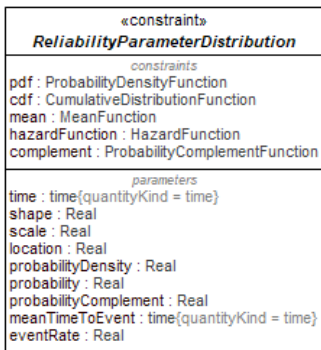 «constraint»
ReliabilityParameterDistribution
constraints
pdf : ProbabilityDensityFunction
cdf : CumulativeDistributionFunction
mean : MeanFunction
hazardFunction : HazardFunction
complement : ProbabilityComplementFunction
parameters
time : time{quantityKind = time}
shape : Real
scale : Real
location : Real
probabilityDensity : Real
probability : Real
probabilityComplement : Real
meanTimeToEvent : time{quantityKind = time}
eventRate : Real